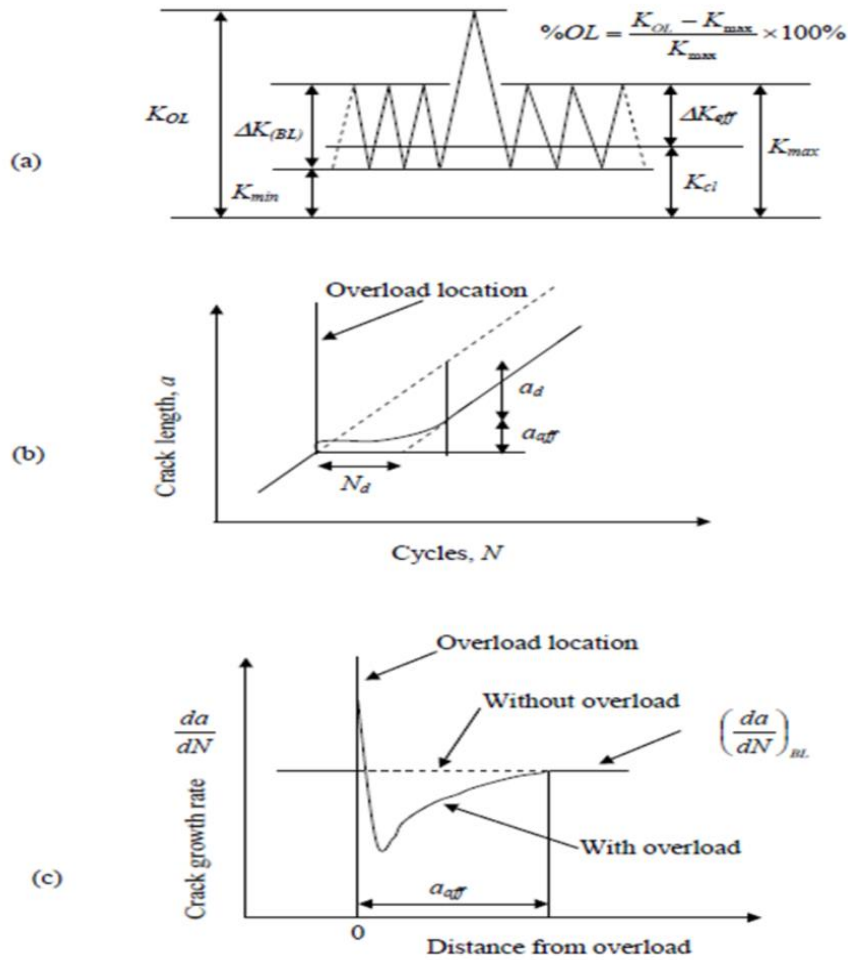 %OL = (K_OL − K_max) / K_max × 100%
K_OL
ΔK_(BL)
ΔK_eff
K_max
(a)
K_min
K_cl
Overload location
Crack length, a
a_d
a_aff
(b)
N_d
Cycles, N
Overload location
Without overload
da/dN
(da/dN)_BL
Crack growth rate
With overload
(c)
a_aff
0
Distance from overload